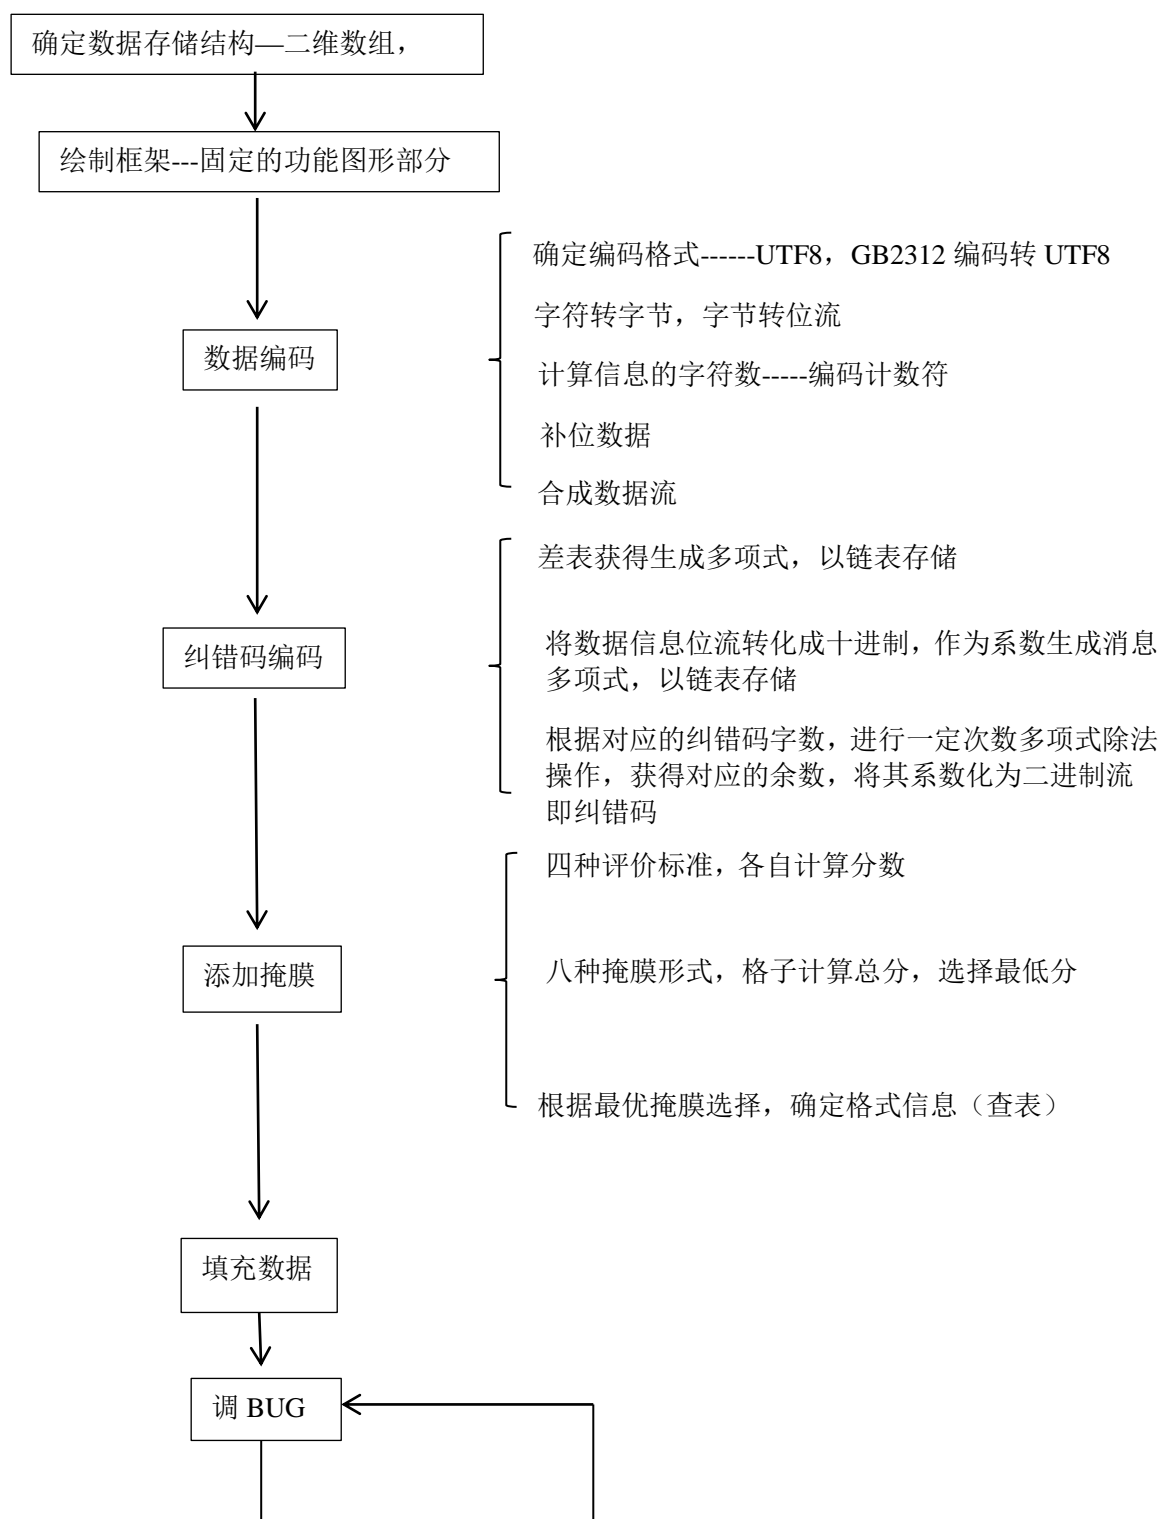 确定数据存储结构—二维数组，
绘制框架---固定的功能图形部分
数据编码
确定编码格式------UTF8，GB2312 编码转 UTF8
字符转字节，字节转位流
计算信息的字符数-----编码计数符
补位数据
合成数据流
纠错码编码
差表获得生成多项式，以链表存储
将数据信息位流转化成十进制，作为系数生成消息
多项式，以链表存储
根据对应的纠错码字数，进行一定次数多项式除法
操作，获得对应的余数，将其系数化为二进制流
即纠错码
添加掩膜
四种评价标准，各自计算分数
八种掩膜形式，格子计算总分，选择最低分
根据最优掩膜选择，确定格式信息（查表）
填充数据
调 BUG